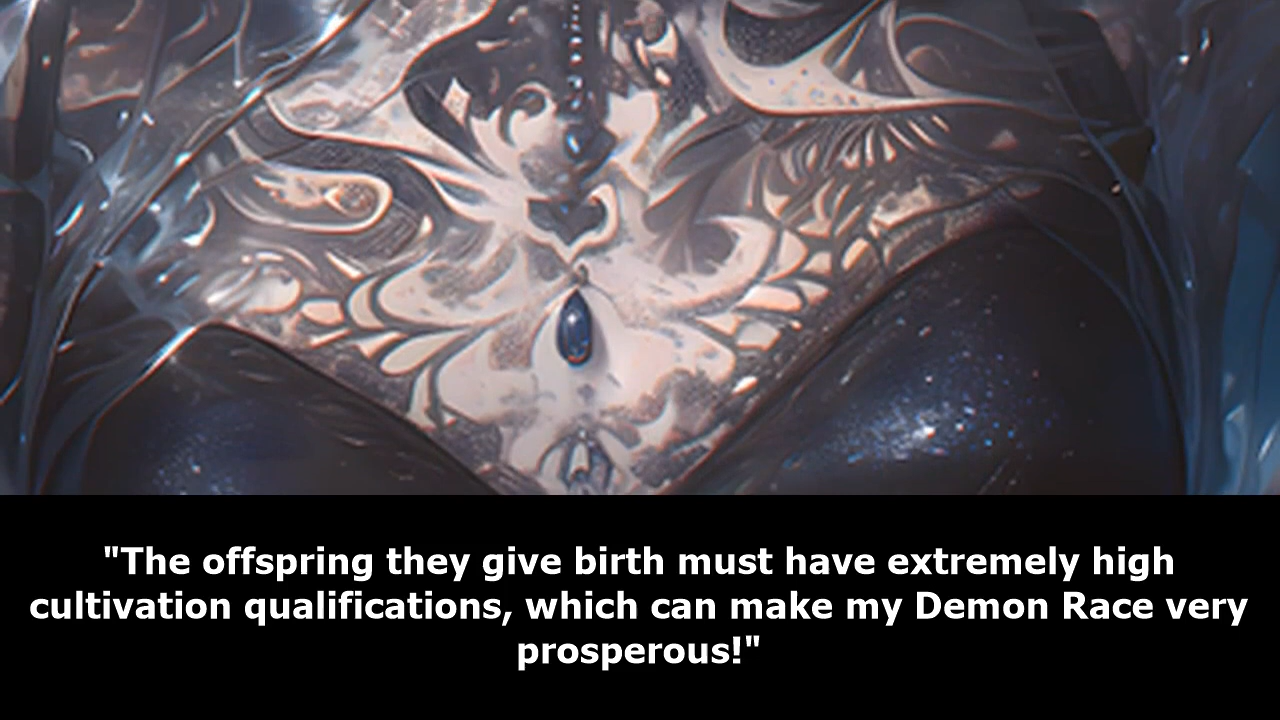 "The offspring they give birth must have extremely high
cultivation qualifications, which can make my Demon Race very
prosperous!"